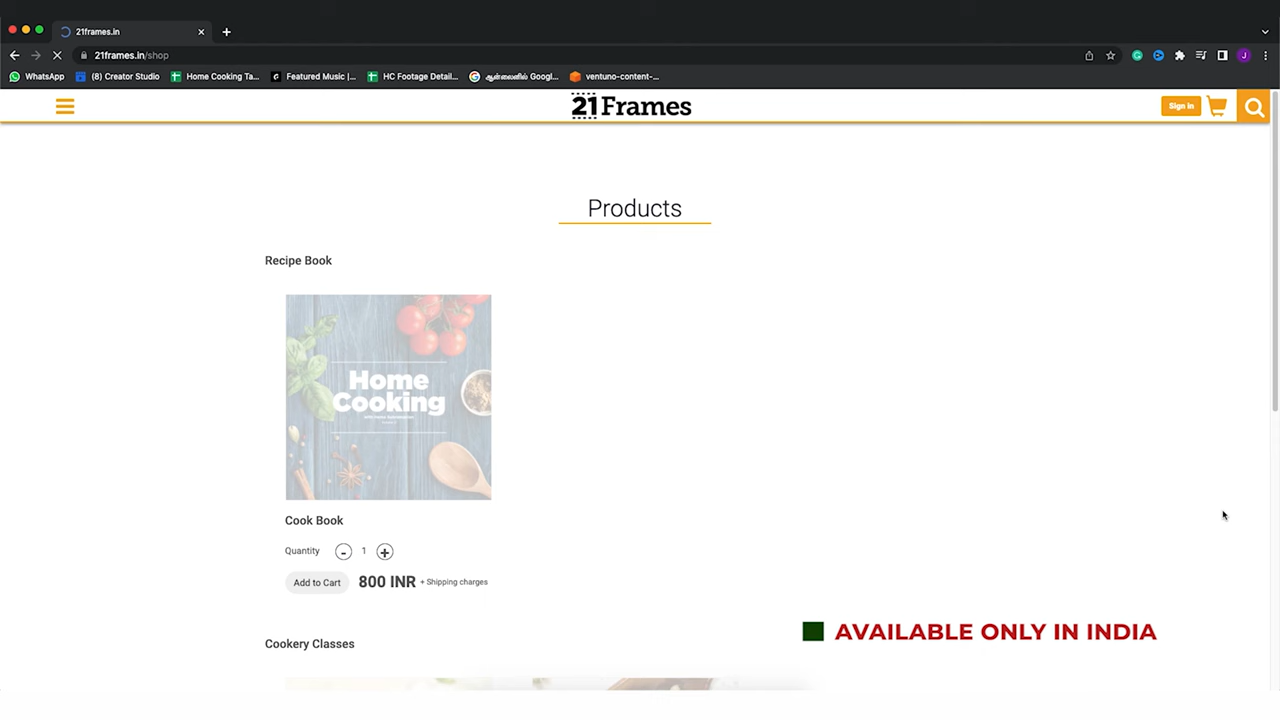 21frames.in
21frames.in/shop
WhatsApp
(8) Creator Studio
Home Cooking Ta...
Featured Music |...
HC Footage Detail...
ஆன்லைனில் Googl...
ventuno-content-...
21Frames
Sign in
Products
Recipe Book
Home
Cooking
Cook Book
Quantity - 1 +
Add to Cart 800 INR + Shipping charges
Cookery Classes
AVAILABLE ONLY IN INDIA